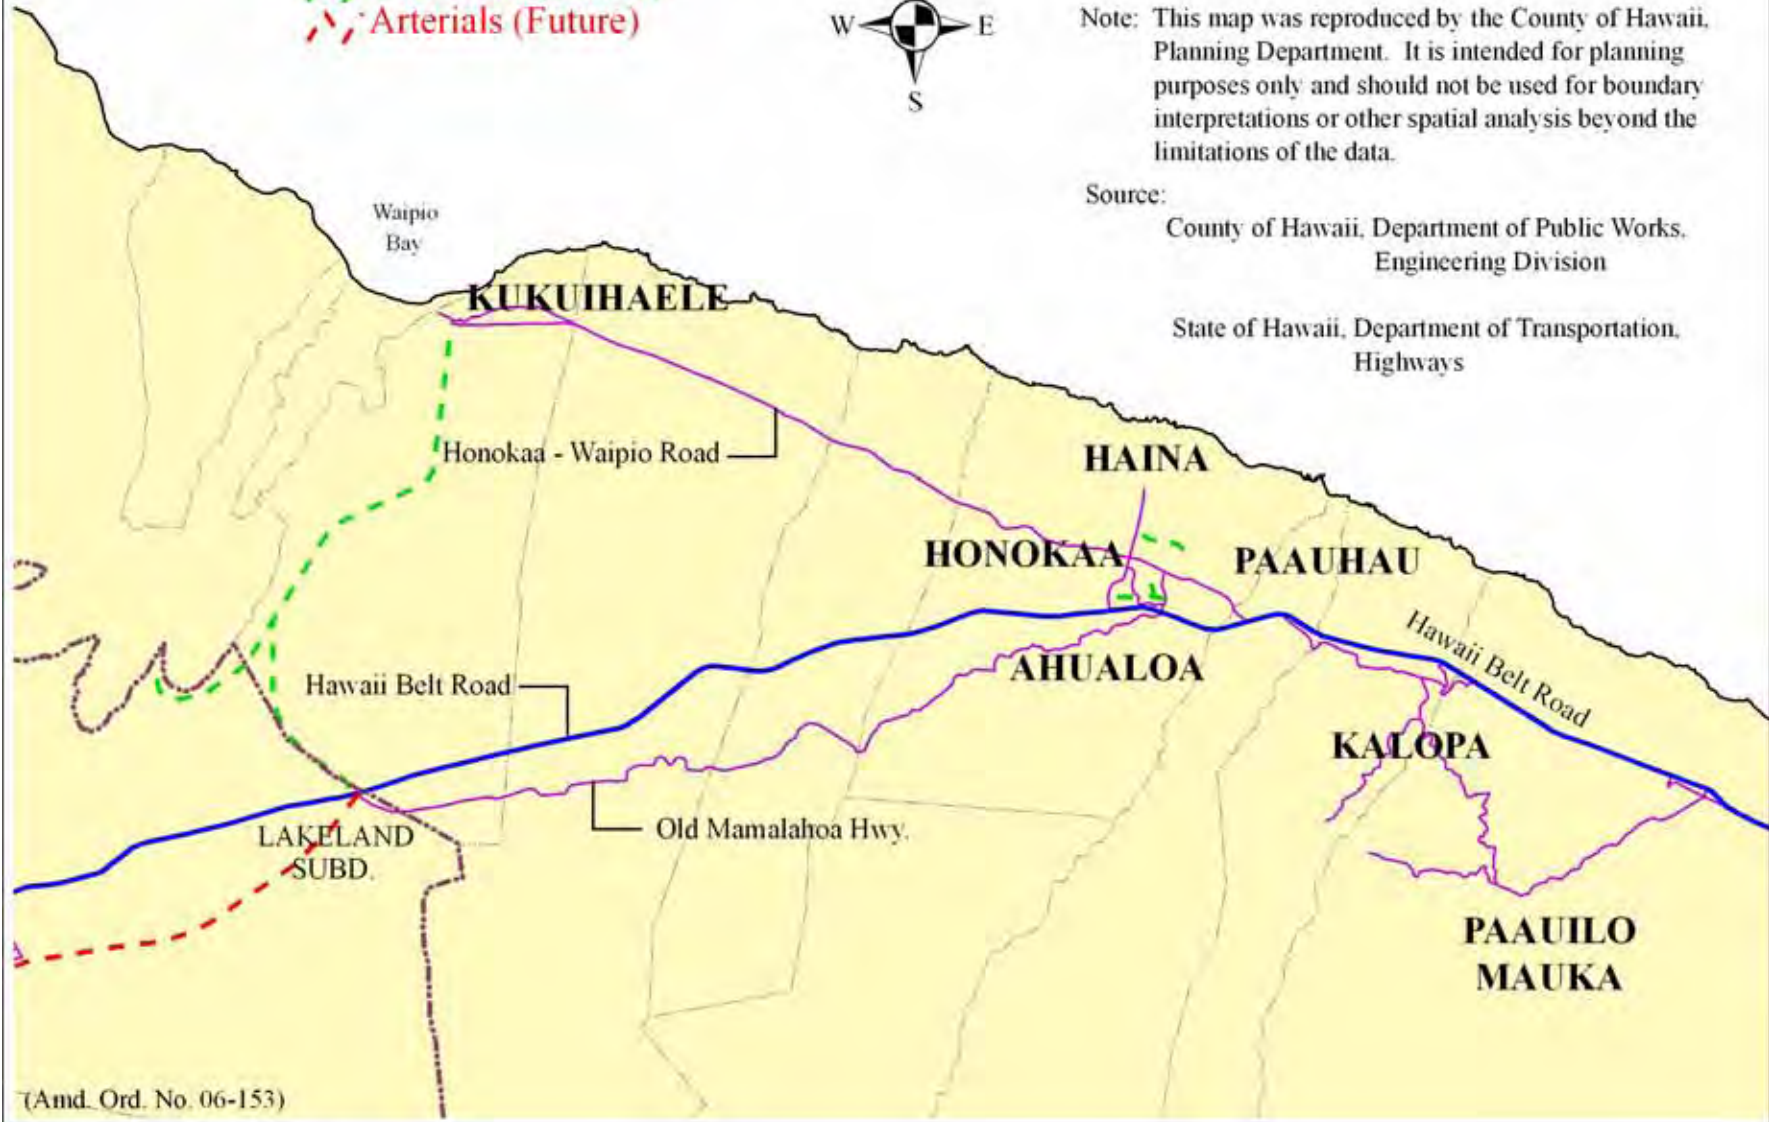 Arterials (Future)
W E
S
Note: This map was reproduced by the County of Hawaii,
Planning Department. It is intended for planning
purposes only and should not be used for boundary
interpretations or other spatial analysis beyond the
limitations of the data.
Source:
County of Hawaii, Department of Public Works,
Engineering Division
State of Hawaii, Department of Transportation,
Highways
Waipio
Bay
KUKUIHAELE
Honokaa - Waipio Road
HAINA
HONOKAA
PAAUHAU
Hawaii Belt Road
AHUALOA
Hawaii Belt Road
KALOPA
LAKELAND
SUBD.
Old Mamalahoa Hwy.
PAAUILO
MAUKA
(Amd. Ord. No. 06-153)